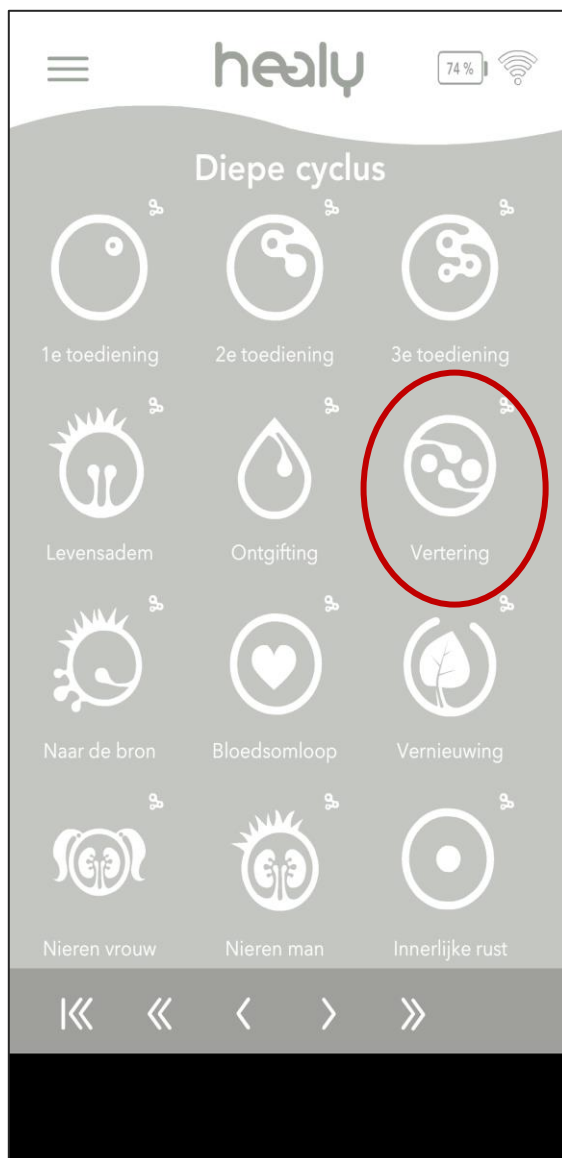 healy
74 %
Diepe cyclus
1e toediening 2e toediening 3e toediening
Levensadem Ontgifting Vertering
Naar de bron Bloedsomloop Vernieuwing
Nieren vrouw Nieren man Innerlijke rust